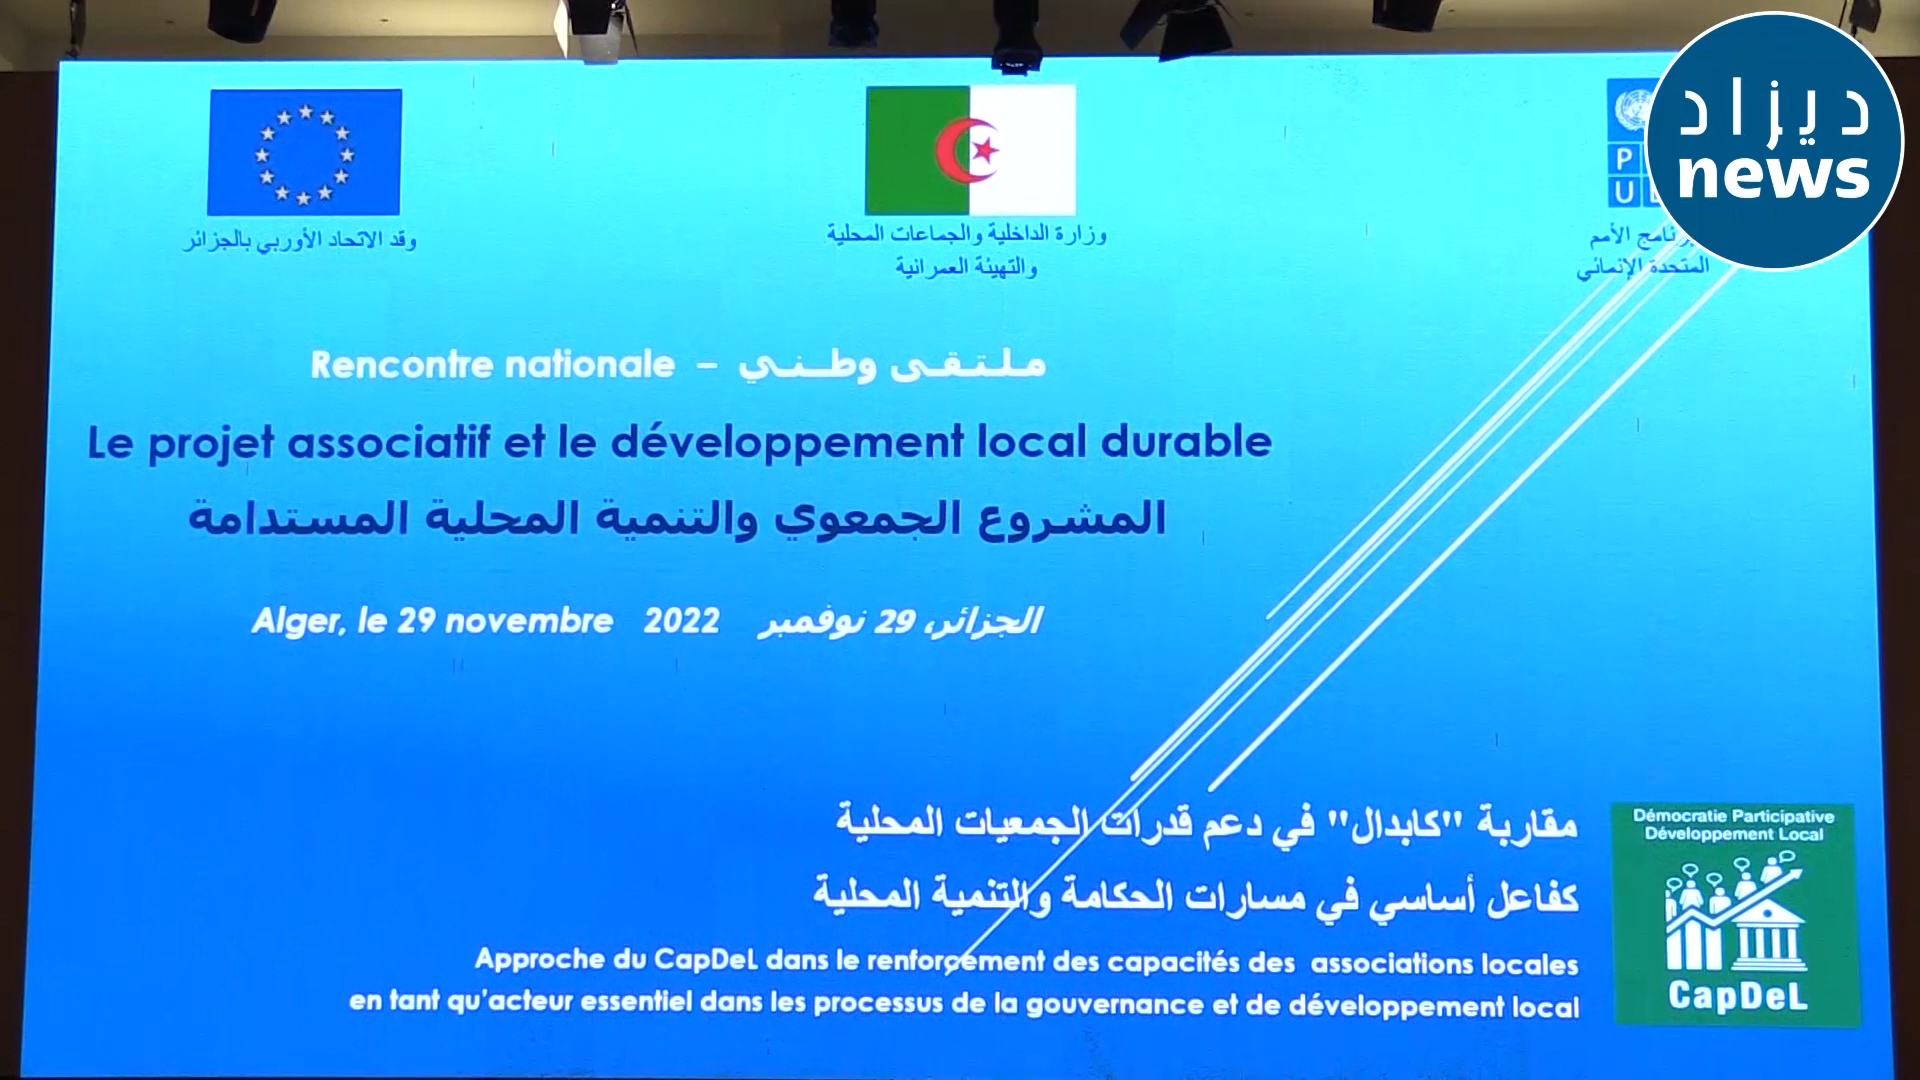 ديزاد
news
P
U
وفد الاتحاد الأوربي بالجزائر
وزارة الداخلية والجماعات المحلية
والتهيئة العمرانية
برنامج الأمم
المتحدة الإنمائي
Rencontre nationale – ملتقى وطني
Le projet associatif et le développement local durable
المشروع الجمعوي والتنمية المحلية المستدامة
Alger, le 29 novembre 2022 الجزائر، 29 نوفمبر
مقاربة "كابدال" في دعم قدرات الجمعيات المحلية
كفاعل أساسي في مسارات الحكامة والتنمية المحلية
Approche du CapDeL dans le renforcement des capacités des associations locales
en tant qu'acteur essentiel dans les processus de la gouvernance et de développement local
Démocratie Participative
Développement Local
CapDeL